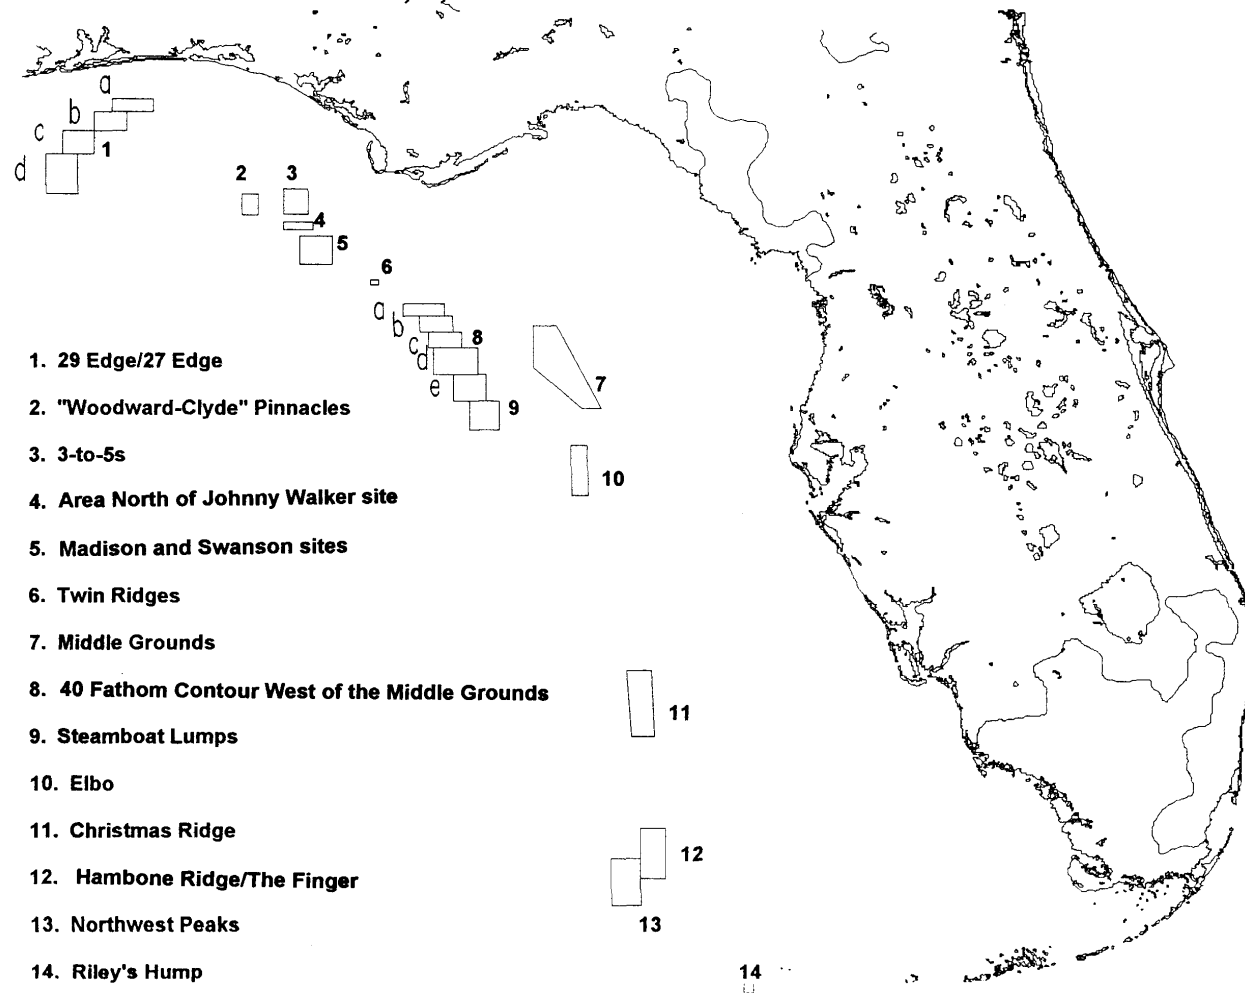 a
b
c
d
1
2
3
4
5
6
a
b
c
d
e
8
7
9
10
11
12
13
14
1. 29 Edge/27 Edge
2. "Woodward-Clyde" Pinnacles
3. 3-to-5s
4. Area North of Johnny Walker site
5. Madison and Swanson sites
6. Twin Ridges
7. Middle Grounds
8. 40 Fathom Contour West of the Middle Grounds
9. Steamboat Lumps
10. Elbo
11. Christmas Ridge
12. Hambone Ridge/The Finger
13. Northwest Peaks
14. Riley's Hump